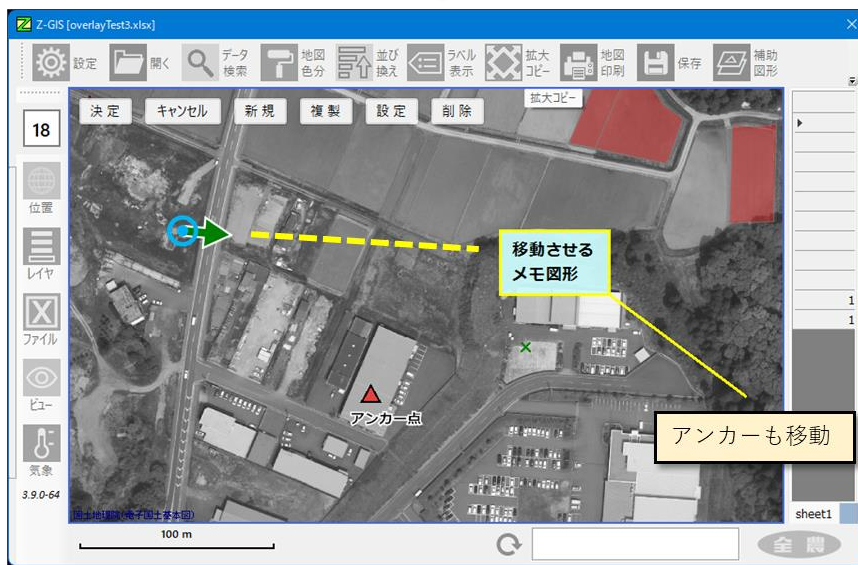 Z-GIS [overlayTest3.xlsx]
設定
開く
データ
検索
地図
色分
並び
換え
ラベル
表示
拡大
コピー
地図
印刷
保存
補助
図形
18
決定
キャンセル
新規
複製
設定
削除
拡大コピー
位置
レイヤ
ファイル
ビュー
気象
3.9.0-64
移動させる
メモ図形
アンカー点
アンカーも移動
1
1
国土地理院(電子国土基本図)
sheet1
100 m
全農